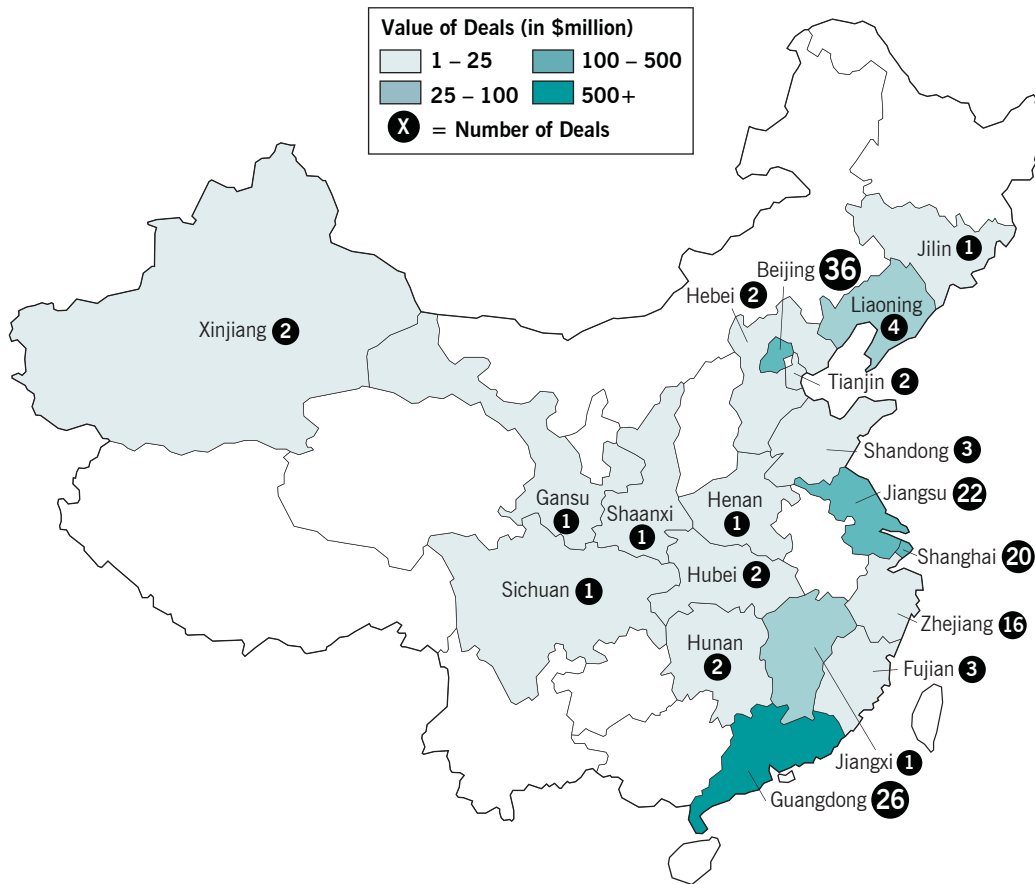 Value of Deals (in $million)
1 – 25
100 – 500
25 – 100
500+
X = Number of Deals
Jilin 1
Beijing 36
Hebei 2
Liaoning
4
Xinjiang 2
Tianjin 2
Shandong 3
Gansu
1
Shaanxi
1
Henan
1
Jiangsu 22
Shanghai 20
Sichuan 1
Hubei 2
Zhejiang 16
Hunan
2
Fujian 3
Jiangxi 1
Guangdong 26